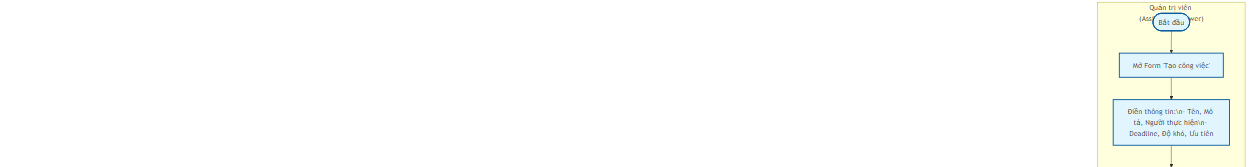 Quản trị viên
(Ass wer)
Bắt đầu
Mở Form 'Tạo công việc'
Điền thông tin:\n- Tên, Mô
tả, Người thực hiện\n-
Deadline, Độ khó, Ưu tiên